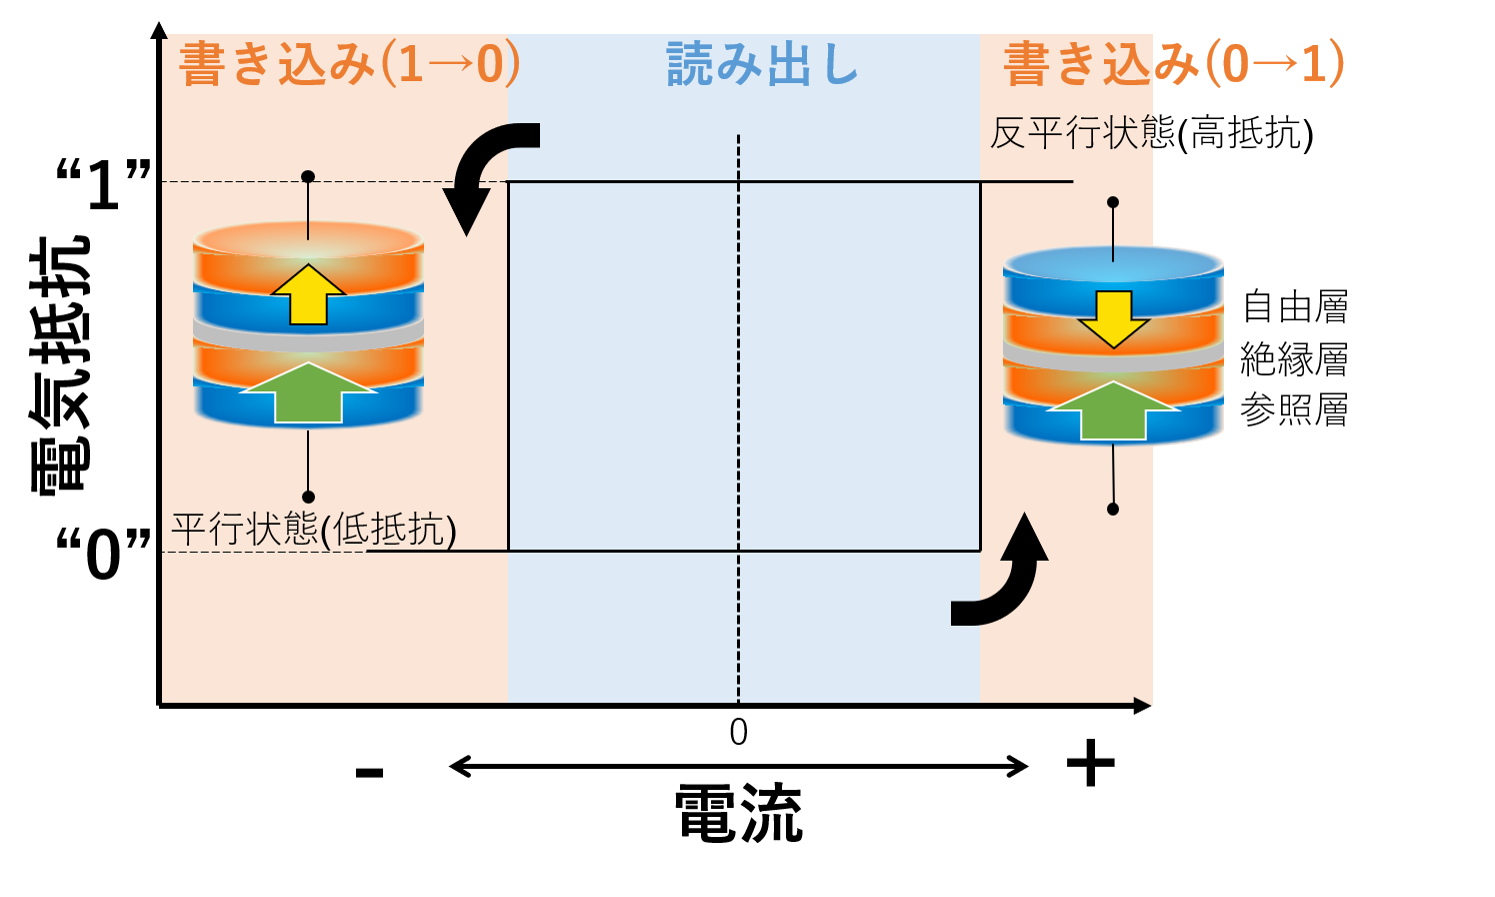 書き込み(1→0)
読み出し
書き込み(0→1)
反平行状態(高抵抗)
“1”
電気抵抗
自由層
絶縁層
参照層
平行状態(低抵抗)
“0”
0
-
+
電流